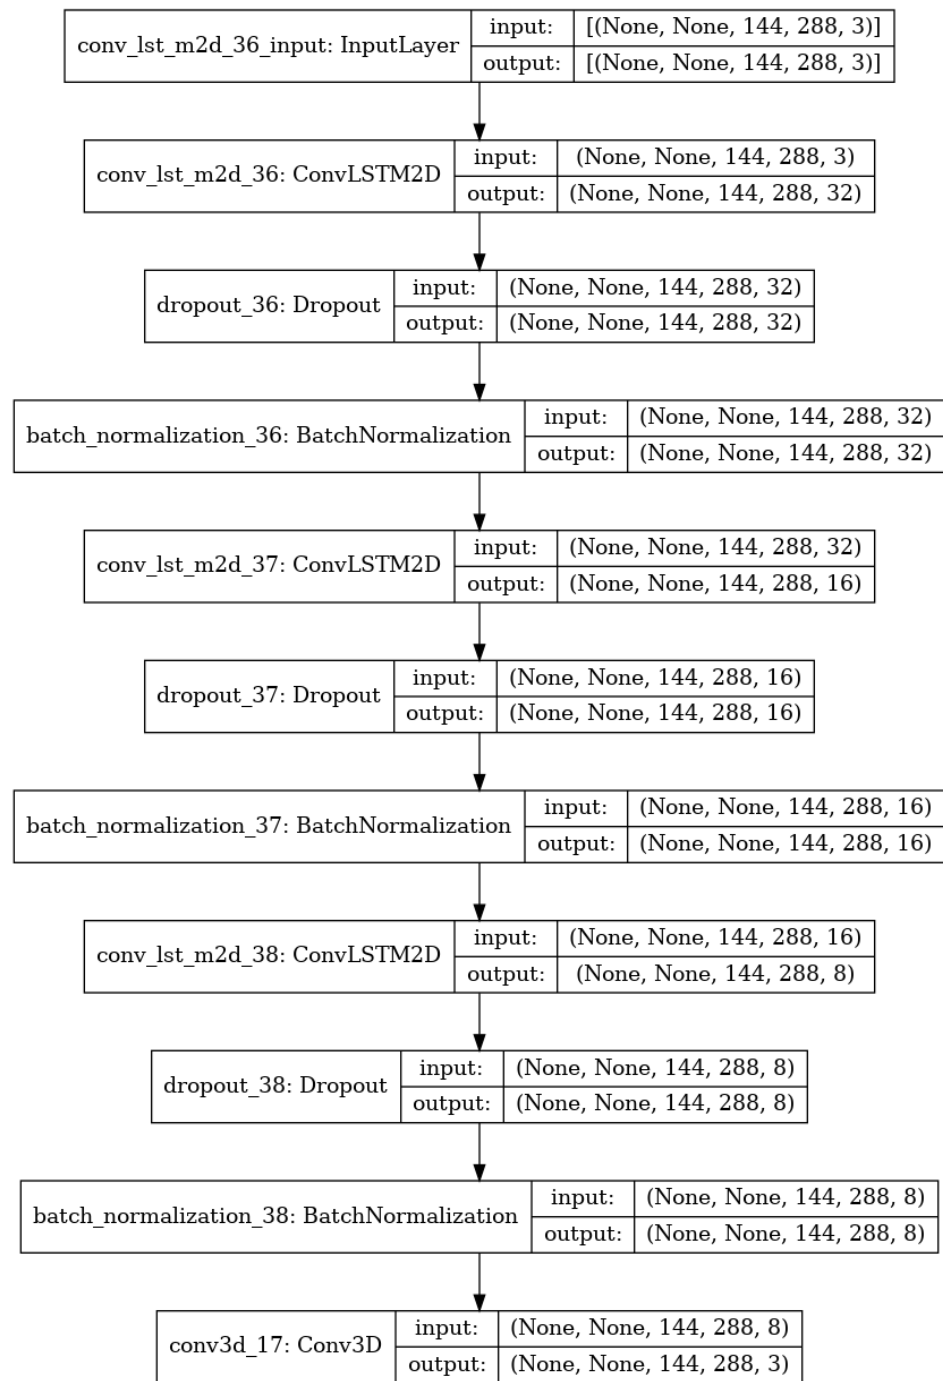 conv_lst_m2d_36_input: InputLayer
input: [(None, None, 144, 288, 3)]
output: [(None, None, 144, 288, 3)]
conv_lst_m2d_36: ConvLSTM2D
input: (None, None, 144, 288, 3)
output: (None, None, 144, 288, 32)
dropout_36: Dropout
input: (None, None, 144, 288, 32)
output: (None, None, 144, 288, 32)
batch_normalization_36: BatchNormalization
input: (None, None, 144, 288, 32)
output: (None, None, 144, 288, 32)
conv_lst_m2d_37: ConvLSTM2D
input: (None, None, 144, 288, 32)
output: (None, None, 144, 288, 16)
dropout_37: Dropout
input: (None, None, 144, 288, 16)
output: (None, None, 144, 288, 16)
batch_normalization_37: BatchNormalization
input: (None, None, 144, 288, 16)
output: (None, None, 144, 288, 16)
conv_lst_m2d_38: ConvLSTM2D
input: (None, None, 144, 288, 16)
output: (None, None, 144, 288, 8)
dropout_38: Dropout
input: (None, None, 144, 288, 8)
output: (None, None, 144, 288, 8)
batch_normalization_38: BatchNormalization
input: (None, None, 144, 288, 8)
output: (None, None, 144, 288, 8)
conv3d_17: Conv3D
input: (None, None, 144, 288, 8)
output: (None, None, 144, 288, 3)